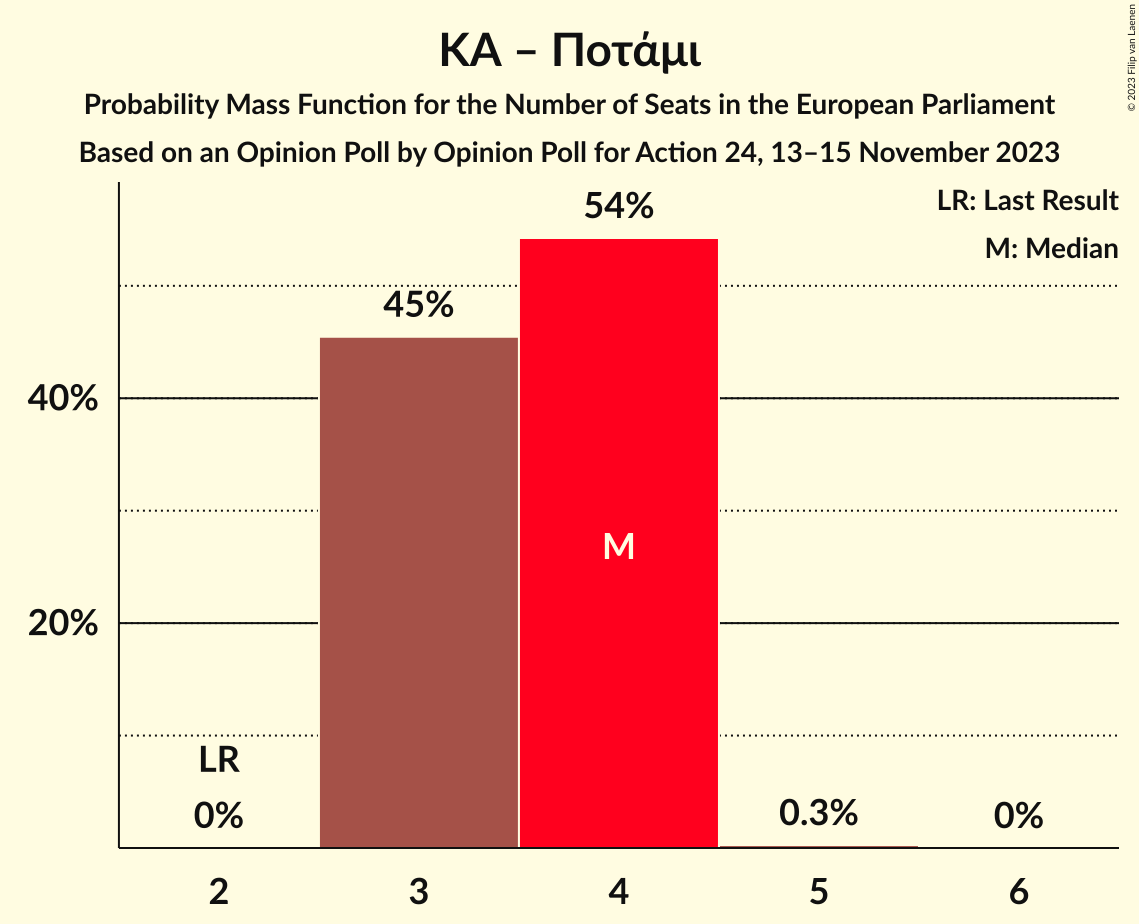 ΚΑ – Ποτάμι
Probability Mass Function for the Number of Seats in the European Parliament
Based on an Opinion Poll by Opinion Poll for Action 24, 13–15 November 2023
© 2023 Filip van Laenen
LR: Last Result
M: Median
54%
45%
40%
M
20%
LR
0%
0.3%
0%
2
3
4
5
6